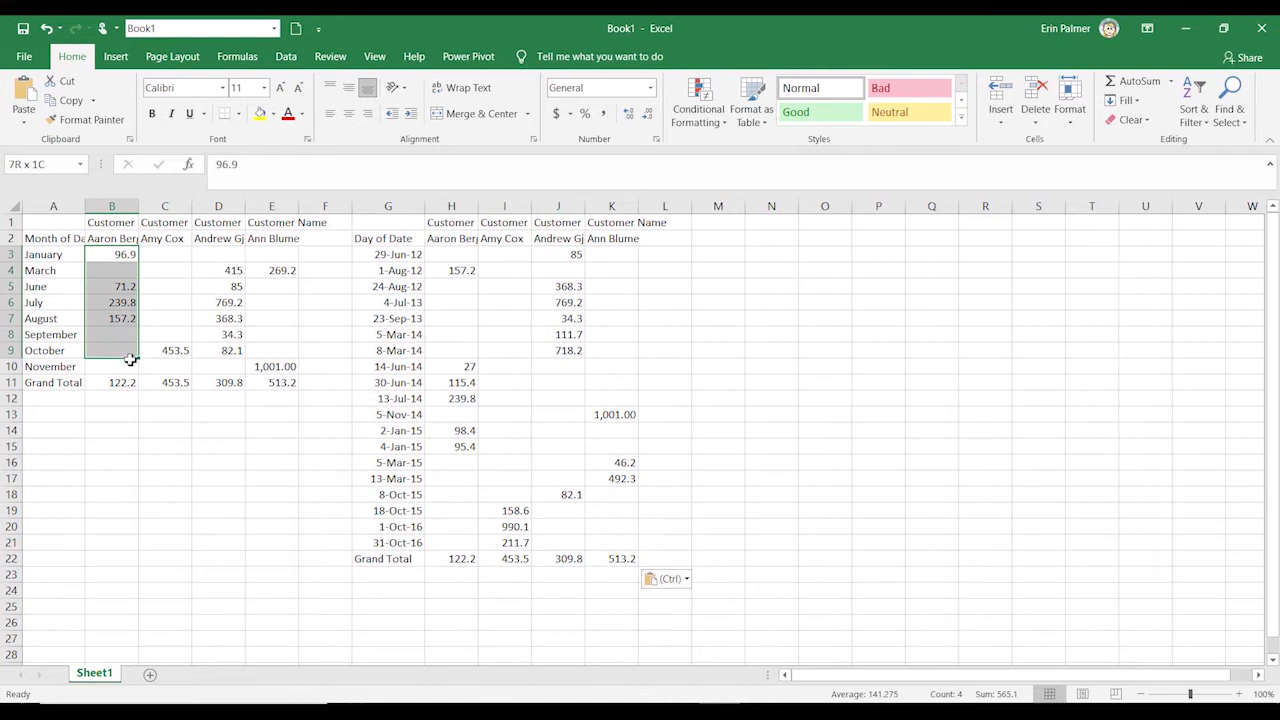 Book1
Book1 - Excel
Erin Palmer
File Home Insert Page Layout Formulas Data Review View Help Power Pivot Tell me what you want to do Share
Paste
Cut
Copy
Format Painter
Clipboard
Calibri 11
B I U
Font
Wrap Text
Merge & Center
Alignment
General
$ % ,
Number
Conditional Formatting
Format as Table
Normal Bad
Good Neutral
Styles
Insert Delete Format
Cells
AutoSum
Fill
Clear
Sort & Filter
Find & Select
Editing
7R x 1C fx 96.9
A B C D E F G H I J K L M N O P Q R S T U V W
1 Customer Customer Customer Customer Name Customer Customer Customer Customer Name
2 Month of Da Aaron Berg Amy Cox Andrew Gj Ann Blume Day of Date Aaron Berg Amy Cox Andrew Gj Ann Blume
3 January 96.9 29-Jun-12 85
4 March 415 269.2 1-Aug-12 157.2
5 June 71.2 85 24-Aug-12 368.3
6 July 239.8 769.2 4-Jul-13 769.2
7 August 157.2 368.3 23-Sep-13 34.3
8 September 34.3 5-Mar-14 111.7
9 October 453.5 82.1 8-Mar-14 718.2
10 November 1,001.00 14-Jun-14 27
11 Grand Total 122.2 453.5 309.8 513.2 30-Jun-14 115.4
12 13-Jul-14 239.8
13 5-Nov-14 1,001.00
14 2-Jan-15 98.4
15 4-Jan-15 95.4
16 5-Mar-15 46.2
17 13-Mar-15 492.3
18 8-Oct-15 82.1
19 18-Oct-15 158.6
20 1-Oct-16 990.1
21 31-Oct-16 211.7
22 Grand Total 122.2 453.5 309.8 513.2
23 (Ctrl)
24
25
26
27
28
Sheet1
Ready Average: 141.275 Count: 4 Sum: 565.1 100%